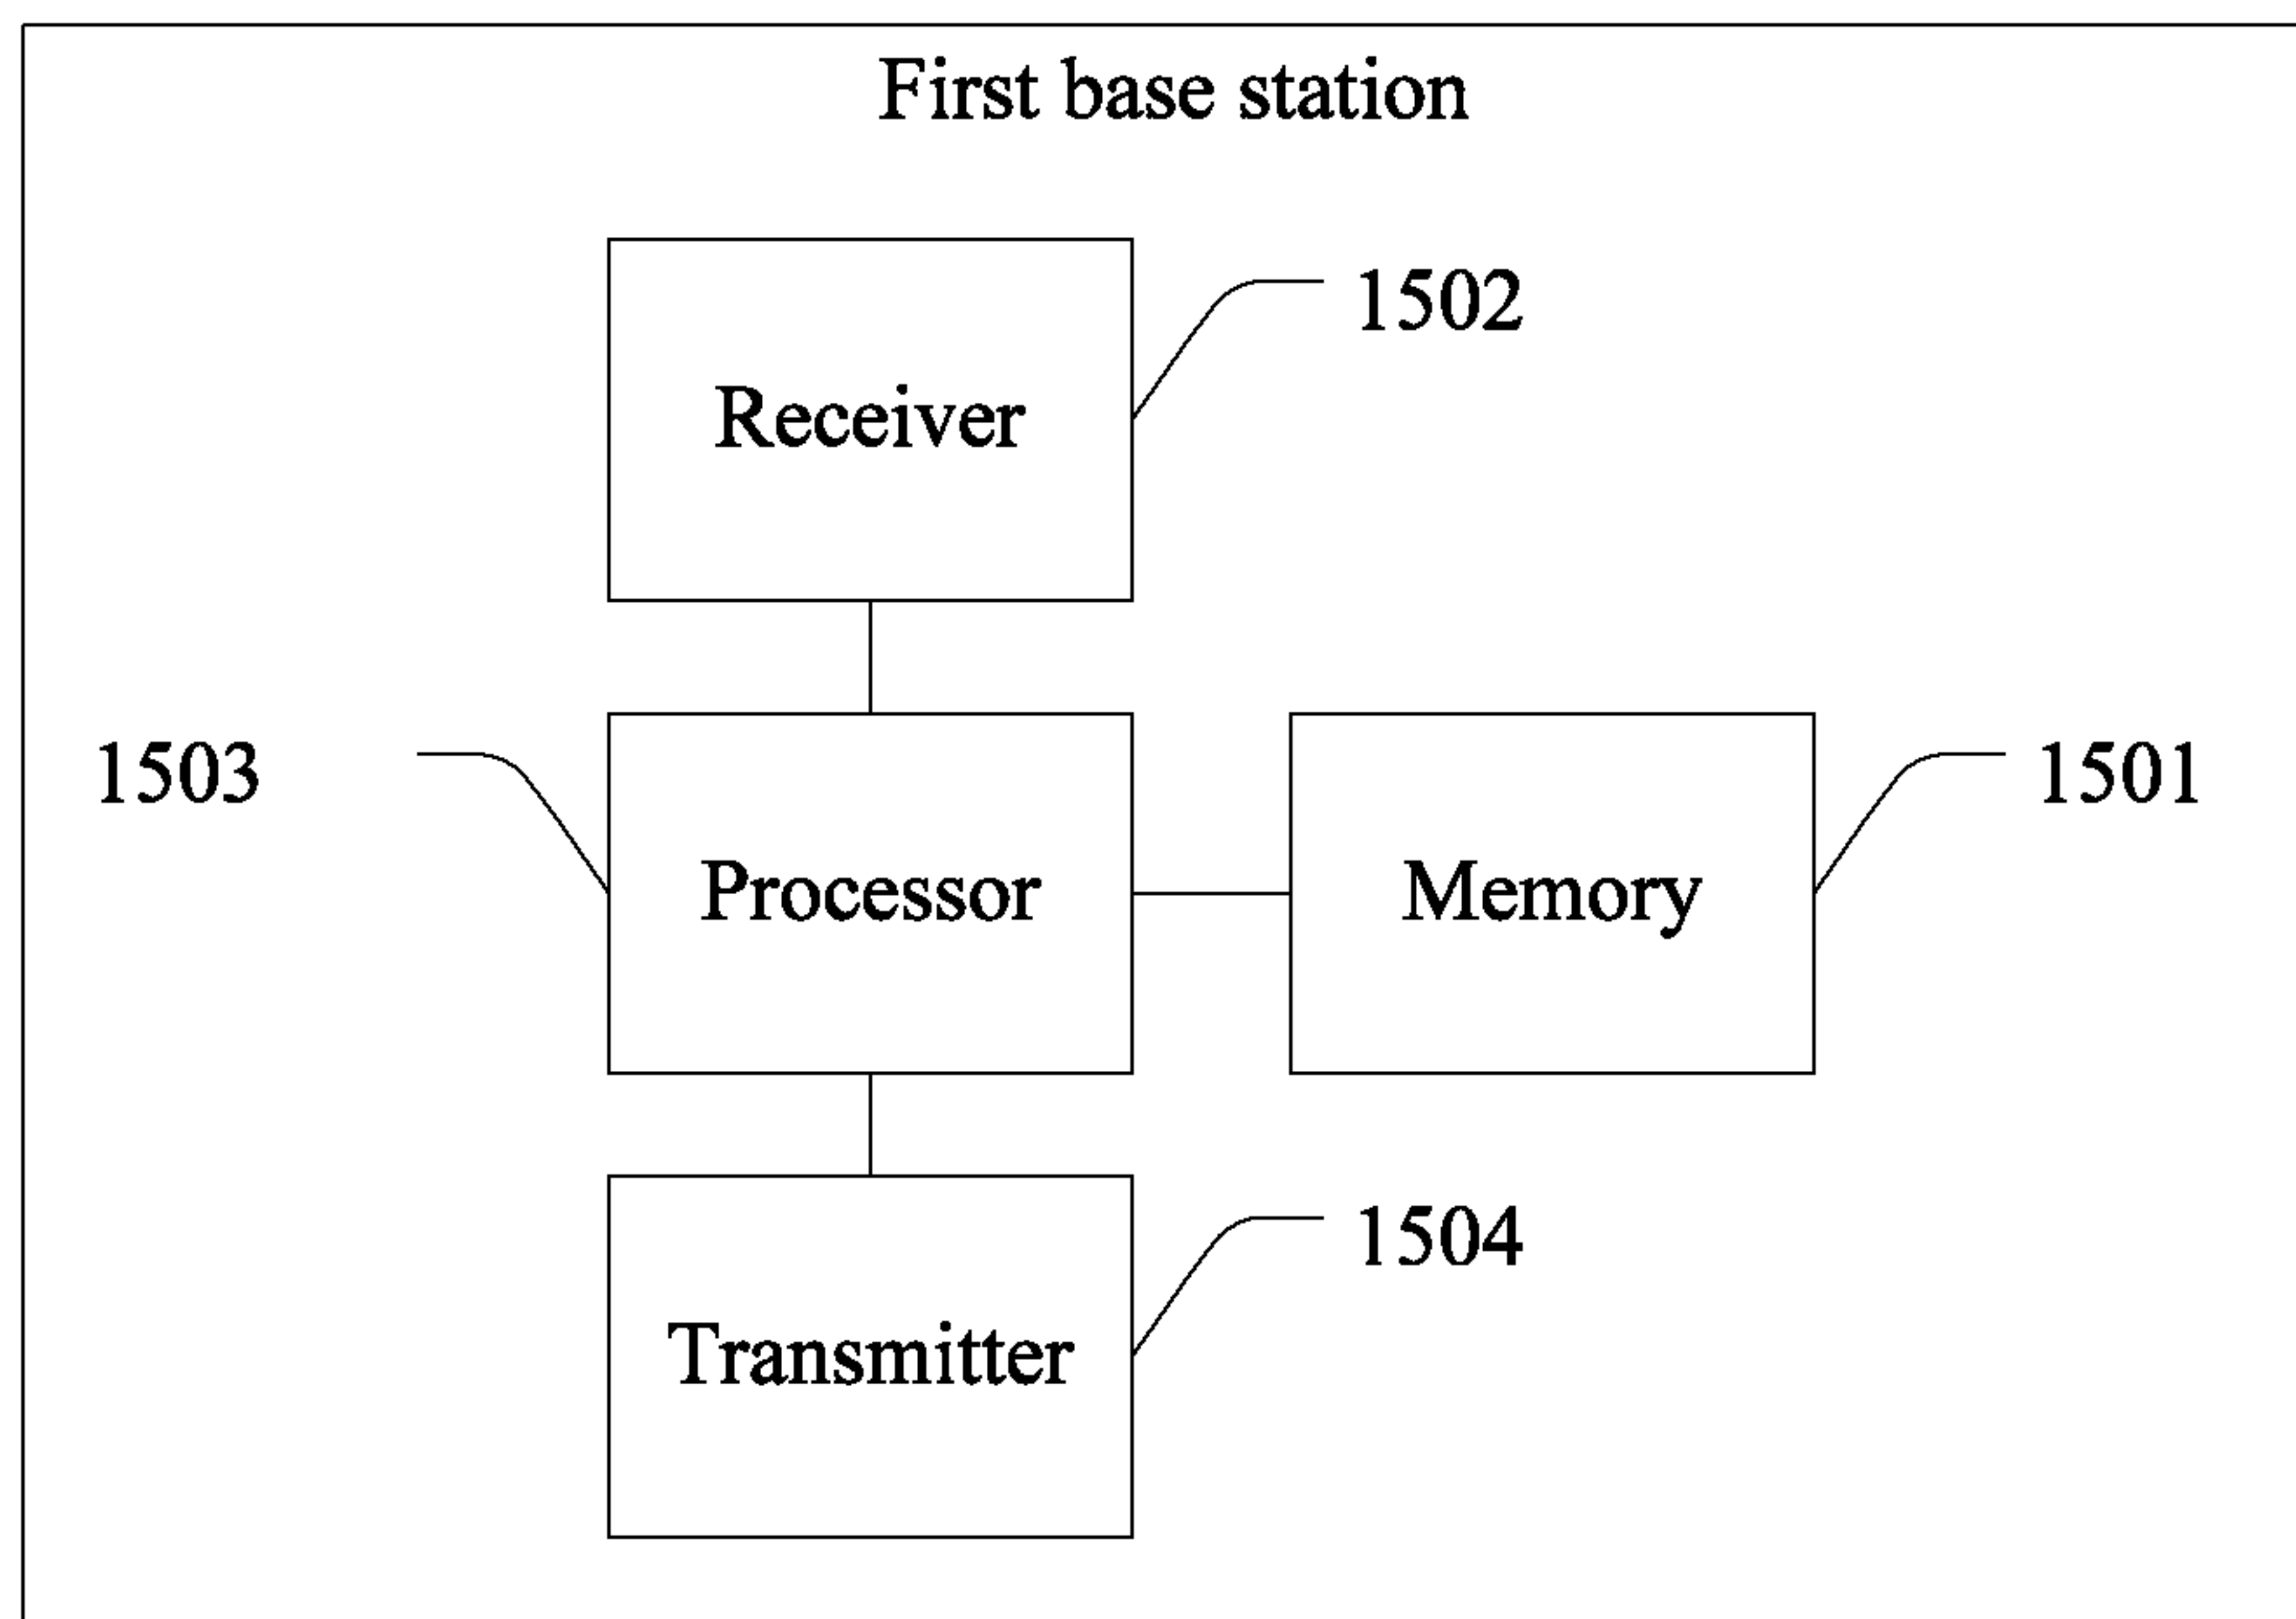 First base station
1502
Receiver
1503
1501
Processor
Memory
1504
Transmitter